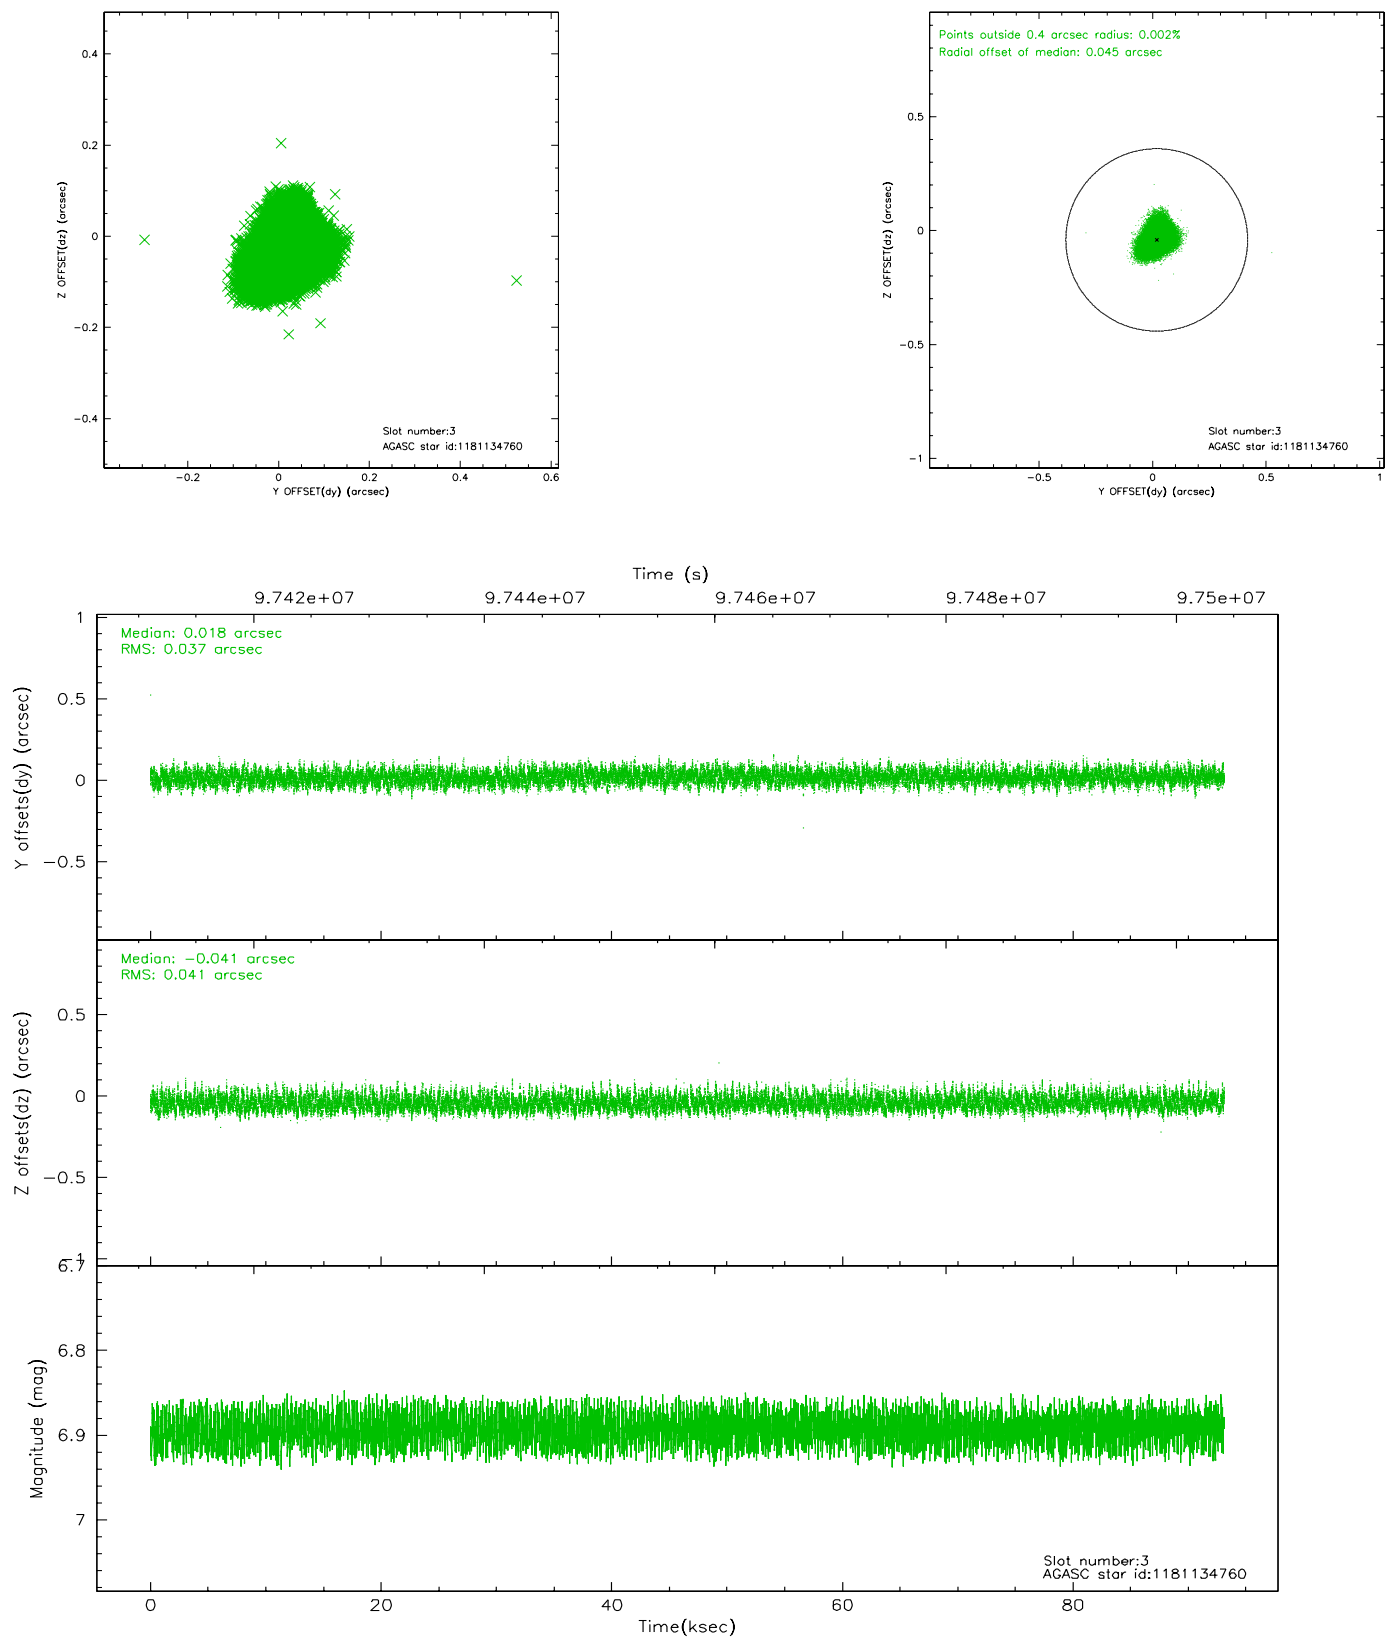 0.4
0.2
0
-0.2
-0.4
Z OFFSET(dz) (arcsec)
Slot number:3
AGASC star id:1181134760
-0.2 0 0.2 0.4 0.6
Y OFFSET(dy) (arcsec)
Points outside 0.4 arcsec radius: 0.002%
Radial offset of median: 0.045 arcsec
0.5
0
-0.5
-1
Z OFFSET(dz) (arcsec)
Slot number:3
AGASC star id:1181134760
-0.5 0 0.5 1
Y OFFSET(dy) (arcsec)
Time (s)
9.742e+07 9.744e+07 9.746e+07 9.748e+07 9.75e+07
Median: 0.018 arcsec
RMS: 0.037 arcsec
1
0.5
0
-0.5
Y offsets(dy) (arcsec)
Median: -0.041 arcsec
RMS: 0.041 arcsec
0.5
0
-0.5
-1
Z offsets(dz) (arcsec)
6.7
6.8
6.9
7
Magnitude (mag)
Slot number:3
AGASC star id:1181134760
0 20 40 60 80
Time(ksec)